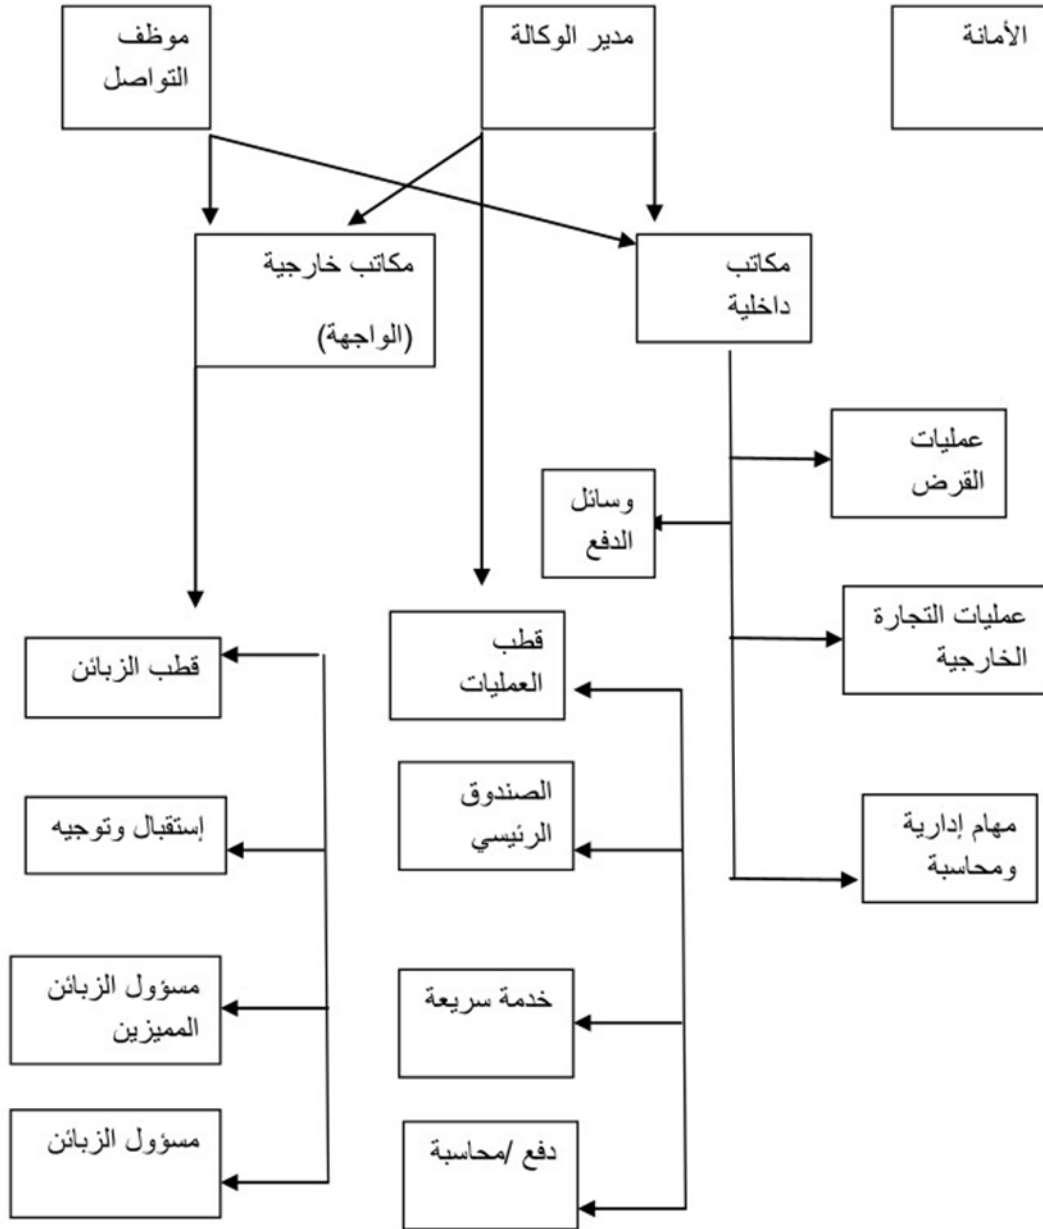 الأمانة
مدير الوكالة
موظف
التواصل
مكاتب
داخلية
مكاتب خارجية
(الواجهة)
عمليات
القرض
وسائل
الدفع
عمليات التجارة
الخارجية
مهام إدارية
ومحاسبة
قطب
العمليات
الصندوق
الرئيسي
خدمة سريعة
دفع /محاسبة
قطب الزبائن
إستقبال وتوجيه
مسؤول الزبائن
المميزين
مسؤول الزبائن